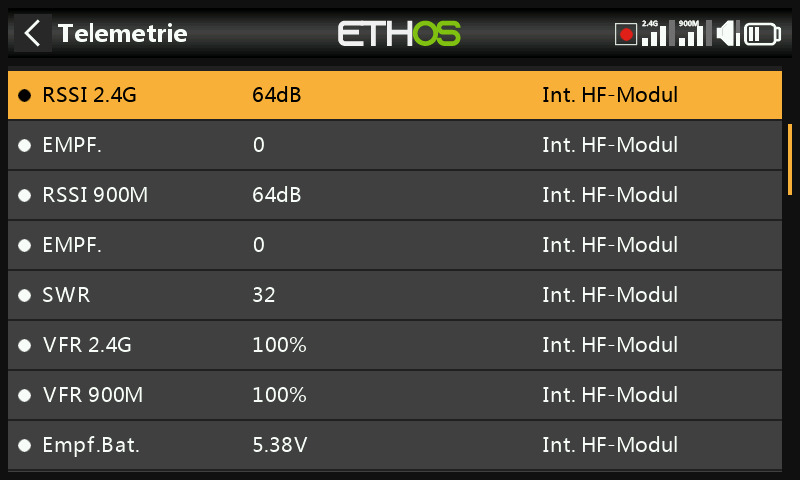 Telemetrie ETHOS 2.4G 900M
RSSI 2.4G 64dB Int. HF-Modul
EMPF. 0 Int. HF-Modul
RSSI 900M 64dB Int. HF-Modul
EMPF. 0 Int. HF-Modul
SWR 32 Int. HF-Modul
VFR 2.4G 100% Int. HF-Modul
VFR 900M 100% Int. HF-Modul
Empf.Bat. 5.38V Int. HF-Modul